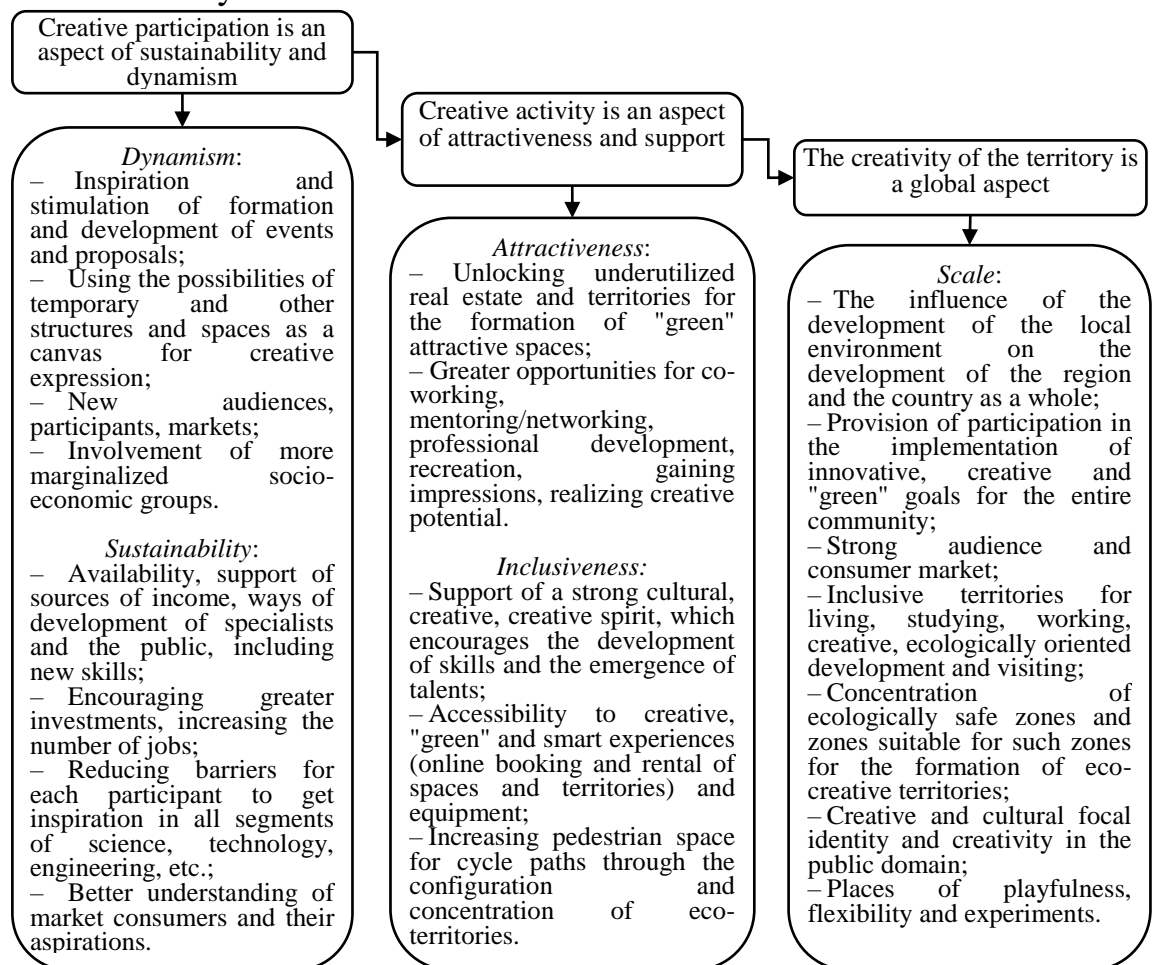 Creative participation is an
aspect of sustainability and
dynamism
Dynamism:
– Inspiration and
stimulation of formation
and development of events
and proposals;
– Using the possibilities of
temporary and other
structures and spaces as a
canvas for creative
expression;
– New audiences,
participants, markets;
– Involvement of more
marginalized socio-
economic groups.
Sustainability:
– Availability, support of
sources of income, ways of
development of specialists
and the public, including
new skills;
– Encouraging greater
investments, increasing the
number of jobs;
– Reducing barriers for
each participant to get
inspiration in all segments
of science, technology,
engineering, etc.;
– Better understanding of
market consumers and their
aspirations.
Creative activity is an aspect
of attractiveness and support
Attractiveness:
– Unlocking underutilized
real estate and territories for
the formation of "green"
attractive spaces;
– Greater opportunities for co-
working,
mentoring/networking,
professional development,
recreation, gaining
impressions, realizing creative
potential.
Inclusiveness:
– Support of a strong cultural,
creative, creative spirit, which
encourages the development
of skills and the emergence of
talents;
– Accessibility to creative,
"green" and smart experiences
(online booking and rental of
spaces and territories) and
equipment;
– Increasing pedestrian space
for cycle paths through the
configuration and
concentration of eco-
territories.
The creativity of the territory is
a global aspect
Scale:
– The influence of the
development of the local
environment on the
development of the region
and the country as a whole;
– Provision of participation in
the implementation of
innovative, creative and
"green" goals for the entire
community;
– Strong audience and
consumer market;
– Inclusive territories for
living, studying, working,
creative, ecologically oriented
development and visiting;
– Concentration of
ecologically safe zones and
zones suitable for such zones
for the formation of eco-
creative territories;
– Creative and cultural focal
identity and creativity in the
public domain;
– Places of playfulness,
flexibility and experiments.